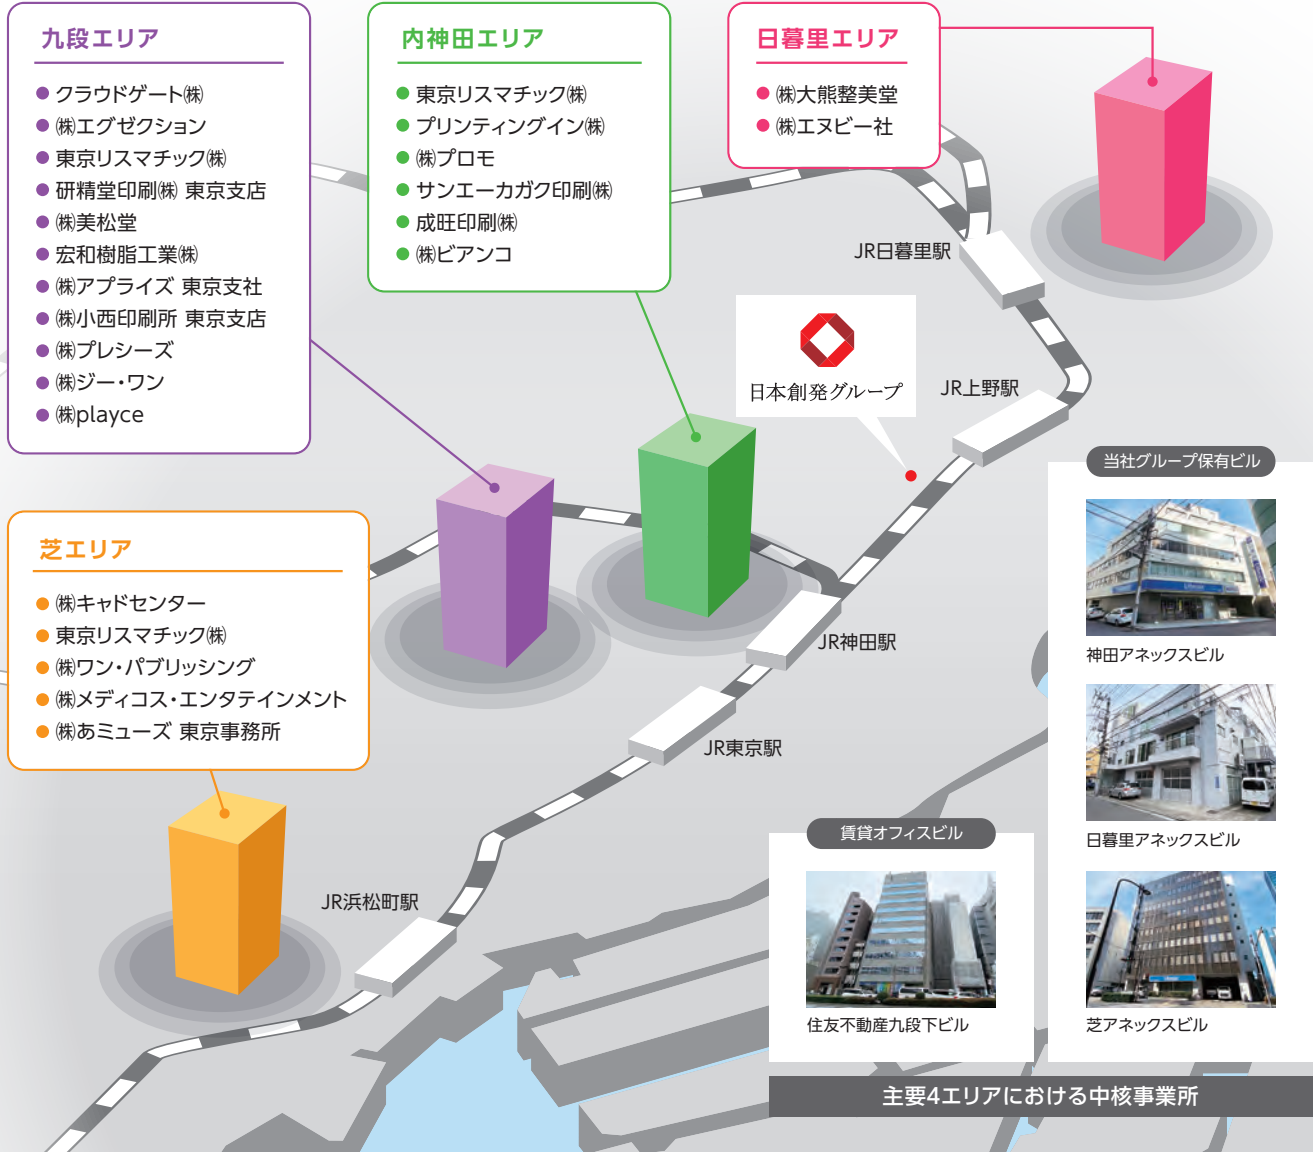 九段エリア
クラウドゲート㈱
㈱エグゼクション
東京リスマチック㈱
研精堂印刷㈱ 東京支店
㈱美松堂
宏和樹脂工業㈱
㈱アプライズ 東京支社
㈱小西印刷所 東京支店
㈱プレシーズ
㈱ジー・ワン
㈱playce
内神田エリア
東京リスマチック㈱
プリンティングイン㈱
㈱プロモ
サンエーカガク印刷㈱
成旺印刷㈱
㈱ビアンコ
日暮里エリア
㈱大熊整美堂
㈱エヌビー社
JR日暮里駅
日本創発グループ
JR上野駅
芝エリア
㈱キャドセンター
東京リスマチック㈱
㈱ワン・パブリッシング
㈱メディコス・エンタテインメント
㈱あミューズ 東京事務所
JR神田駅
JR東京駅
JR浜松町駅
当社グループ保有ビル
神田アネックスビル
日暮里アネックスビル
芝アネックスビル
賃貸オフィスビル
住友不動産九段下ビル
主要4エリアにおける中核事業所